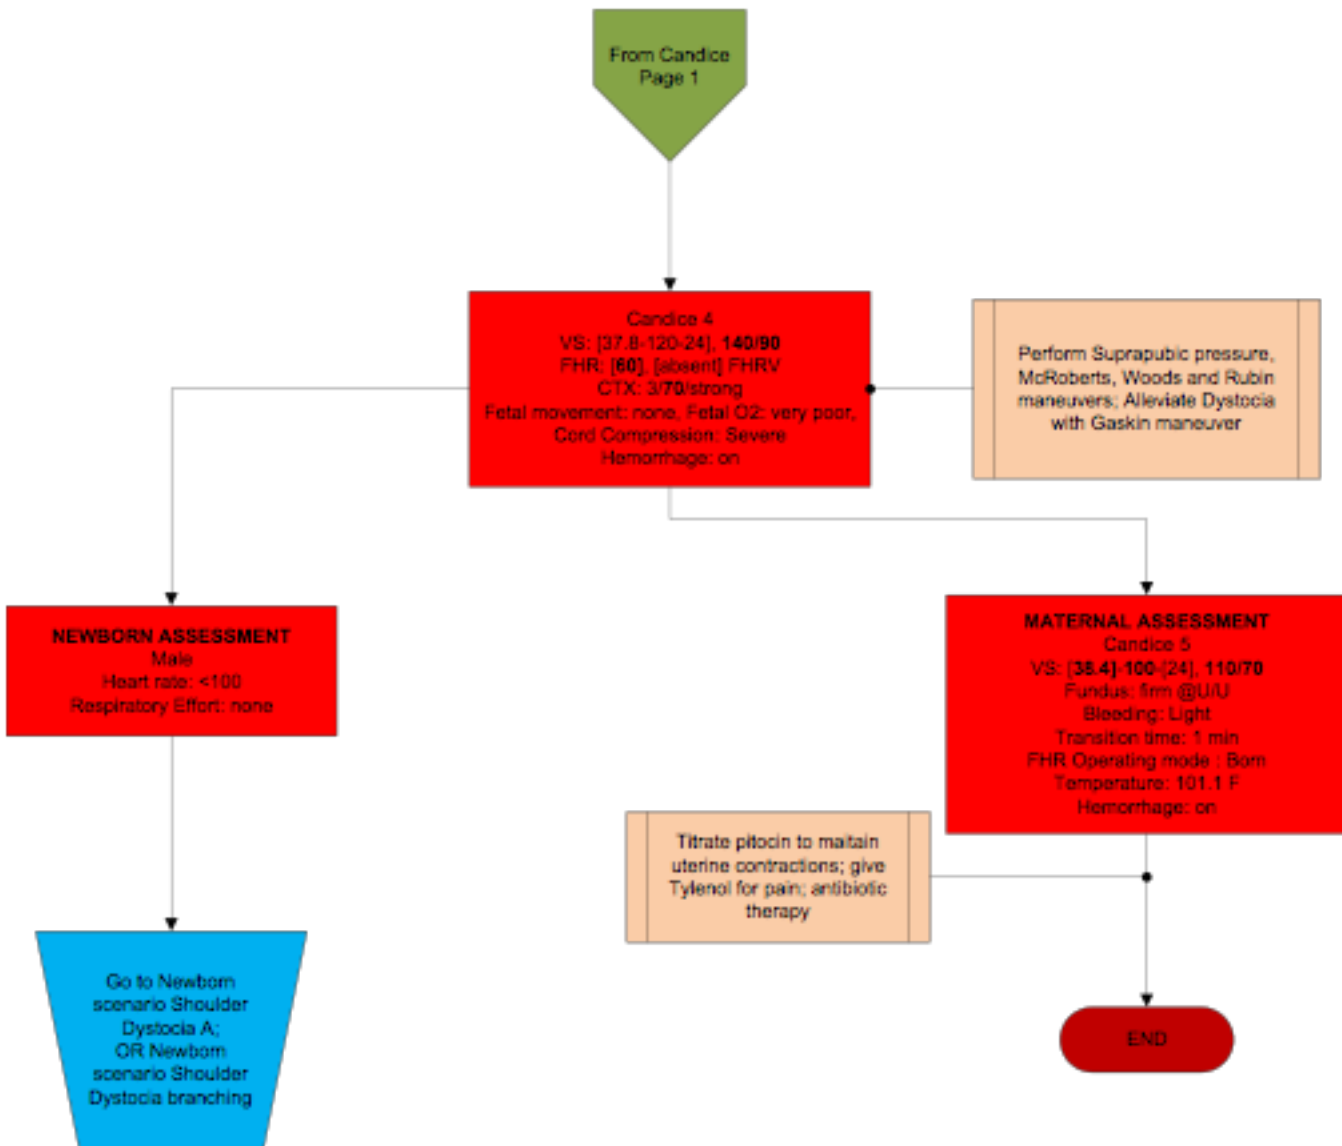 From Candice
Page 1
Candice 4
VS: [37.8-120-24], 140/90
FHR: [60], [absent] FHRV
CTX: 3/70/strong
Fetal movement: none, Fetal O2: very poor,
Cord Compression: Severe
Hemorrhage: on
Perform Suprapubic pressure,
McRoberts, Woods and Rubin
maneuvers; Alleviate Dystocia
with Gaskin maneuver
NEWBORN ASSESSMENT
Male
Heart rate: <100
Respiratory Effort: none
MATERNAL ASSESSMENT
Candice 5
VS: [38.4]-100-[24], 110/70
Fundus: firm @U/U
Bleeding: Light
Transition time: 1 min
FHR Operating mode : Born
Temperature: 101.1 F
Hemorrhage: on
Titrate pitocin to maitain
uterine contractions; give
Tylenol for pain; antibiotic
therapy
Go to Newborn
scenario Shoulder
Dystocia A;
OR Newborn
scenario Shoulder
Dystocia branching
END